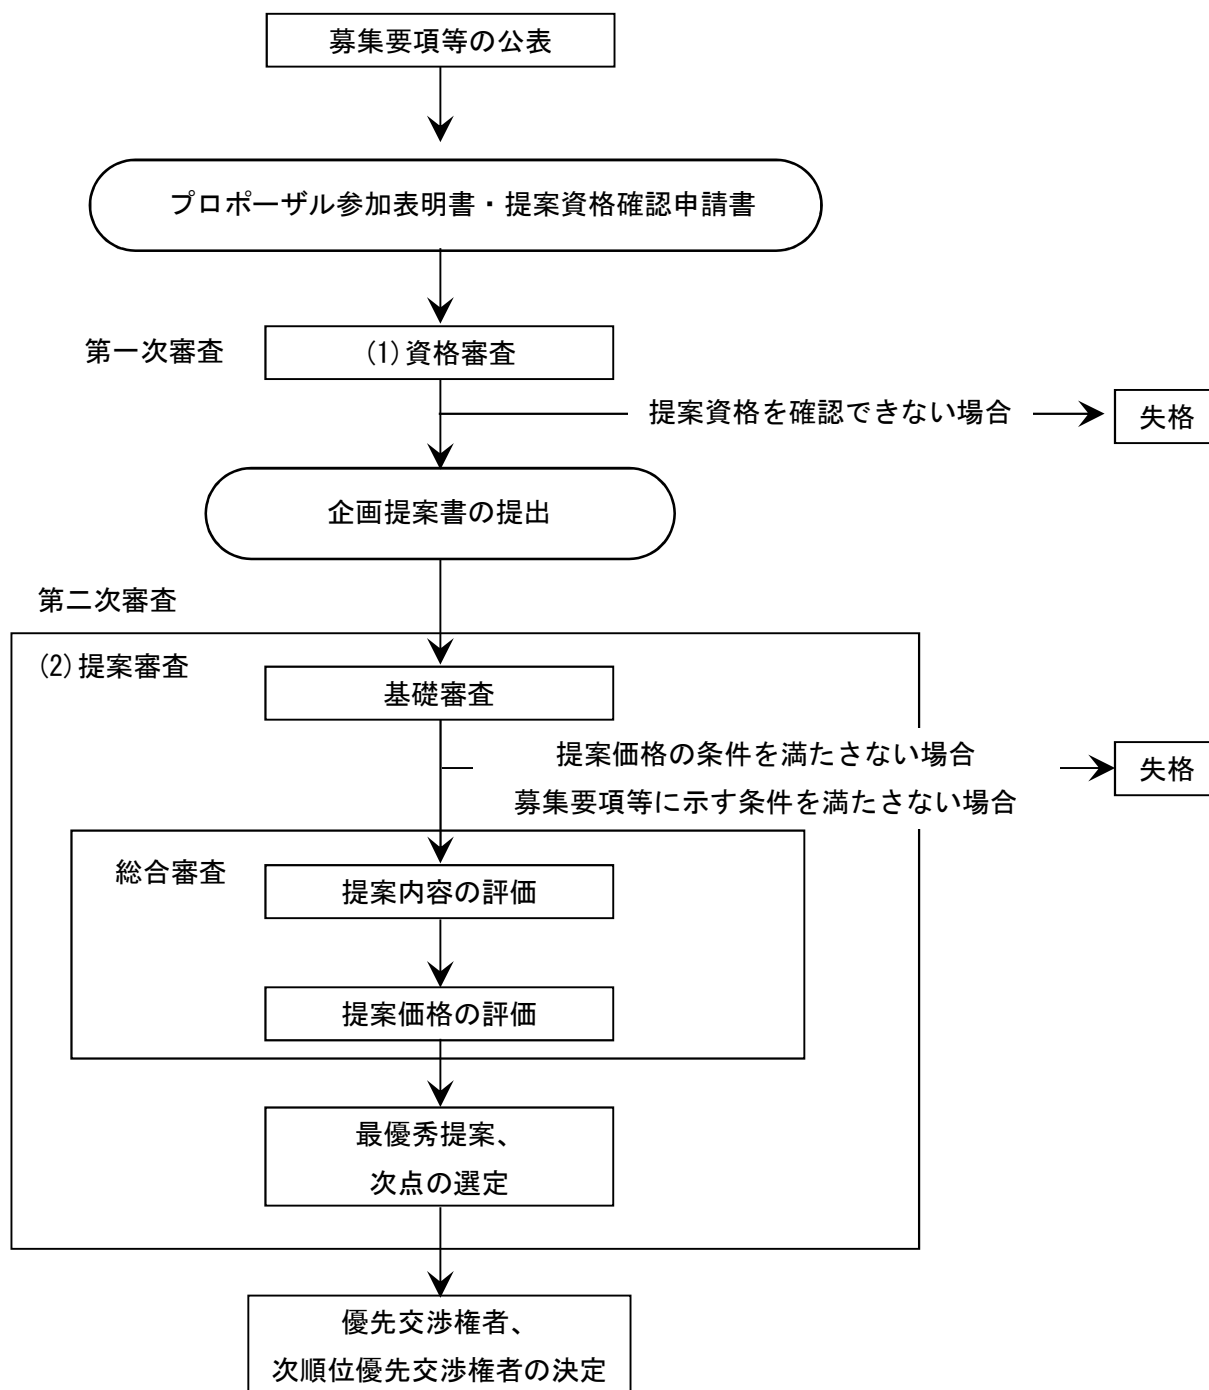 募集要項等の公表
プロポーザル参加表明書・提案資格確認申請書
第一次審査
(1)資格審査
提案資格を確認できない場合
失格
企画提案書の提出
第二次審査
(2)提案審査
基礎審査
提案価格の条件を満たさない場合
募集要項等に示す条件を満たさない場合
失格
総合審査
提案内容の評価
提案価格の評価
最優秀提案、
次点の選定
優先交渉権者、
次順位優先交渉権者の決定